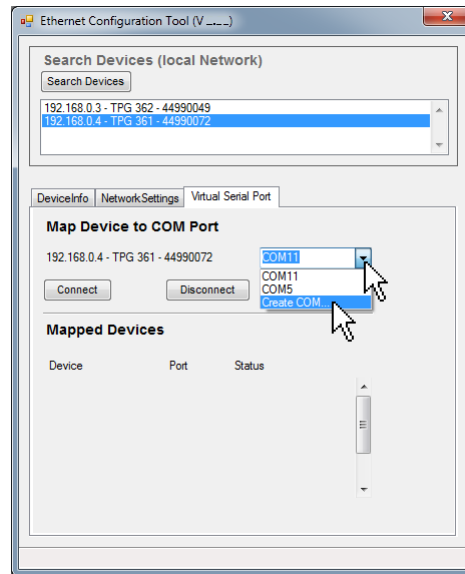 Ethernet Configuration Tool (V _._._)
Search Devices (local Network)
Search Devices
192.168.0.3 - TPG 362 - 44990049
192.168.0.4 - TPG 361 - 44990072
DeviceInfo NetworkSettings Virtual Serial Port
Map Device to COM Port
192.168.0.4 - TPG 361 - 44990072 COM11
COM11
Connect Disconnect COM5
Create COM...
Mapped Devices
Device Port Status